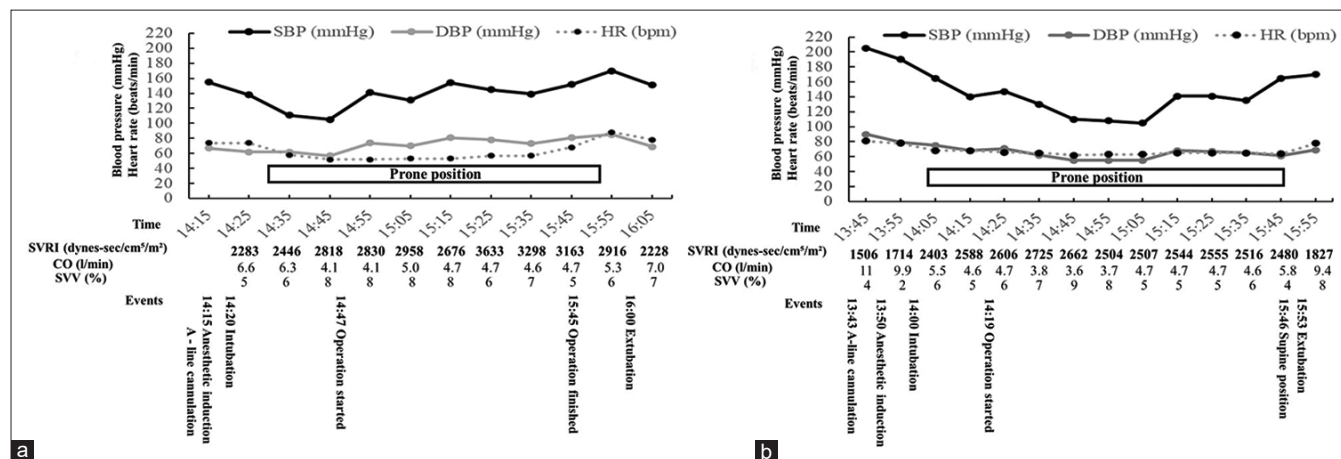 SBP (mmHg) DBP (mmHg) HR (bpm)
Blood pressure (mmHg)
Heart rate (beats/min)
220
200
180
160
140
120
100
80
60
40
20
0
Prone position
Time
14:15 14:25 14:35 14:45 14:55 15:05 15:15 15:25 15:35 15:45 15:55 16:05
SVRI (dynes-sec/cm⁵/m²) 2283 2446 2818 2830 2958 2676 3633 3298 3163 2916 2228
CO (l/min) 6.6 6.3 4.1 4.1 5.0 4.7 4.7 4.6 4.7 5.3 7.0
SVV (%) 5 6 8 8 8 8 6 7 5 6 7
Events
A - line cannulation
14:15 Anesthetic induction
14:20 Intubation
14:47 Operation started
15:45 Operation finished
16:00 Extubation
a
SBP (mmHg) DBP (mmHg) HR (bpm)
Blood pressure (mmHg)
Heart rate (beats/min)
220
200
180
160
140
120
100
80
60
40
20
0
Prone position
Time
13:45 13:55 14:05 14:15 14:25 14:35 14:45 14:55 15:05 15:15 15:25 15:35 15:45 15:55
SVRI (dynes-sec/cm⁵/m²) 1506 1714 2403 2588 2606 2725 2662 2504 2507 2544 2555 2516 2480 1827
CO (l/min) 11 9.9 5.5 4.6 4.7 3.8 3.6 3.7 4.7 4.7 4.7 4.6 5.8 9.4
SVV (%) 4 2 6 5 6 7 9 8 5 5 5 6 4 8
Events
13:43 A-line cannulation
13:50 Anesthetic induction
14:00 Intubation
14:19 Operation started
15:46 Supine position
15:53 Extubation
b